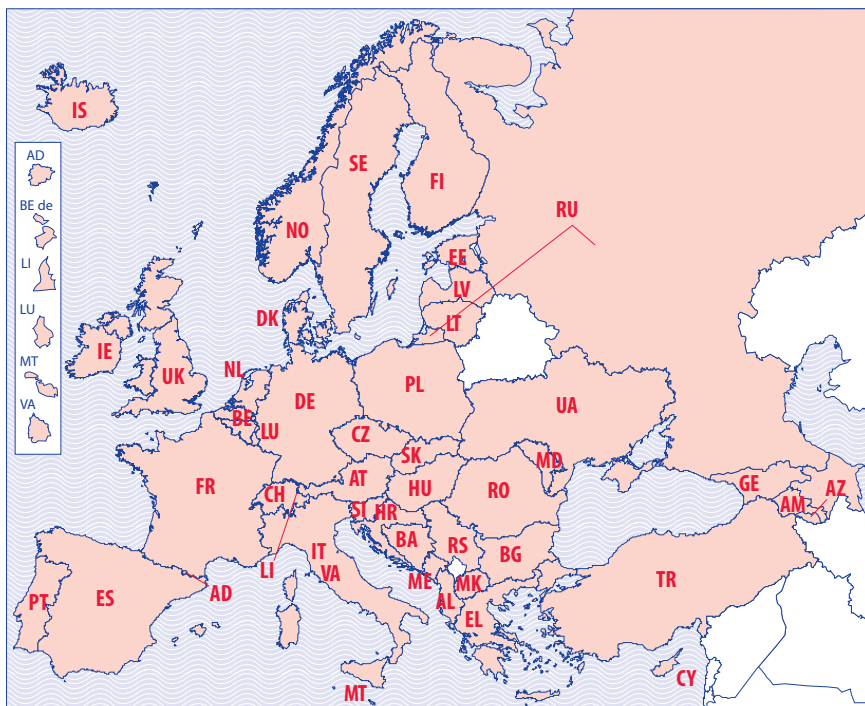 IS
AD
BE de
LI
LU
MT
VA
SE
FI
NO
RU
EE
LV
LT
DK
IE
UK
NL
BE
LU
DE
PL
UA
CZ
SK
MD
FR
CH
AT
HU
RO
GE
AM
AZ
SI
HR
BA
RS
BG
IT
VA
LI
ME
MK
AL
EL
TR
PT
ES
AD
MT
CY